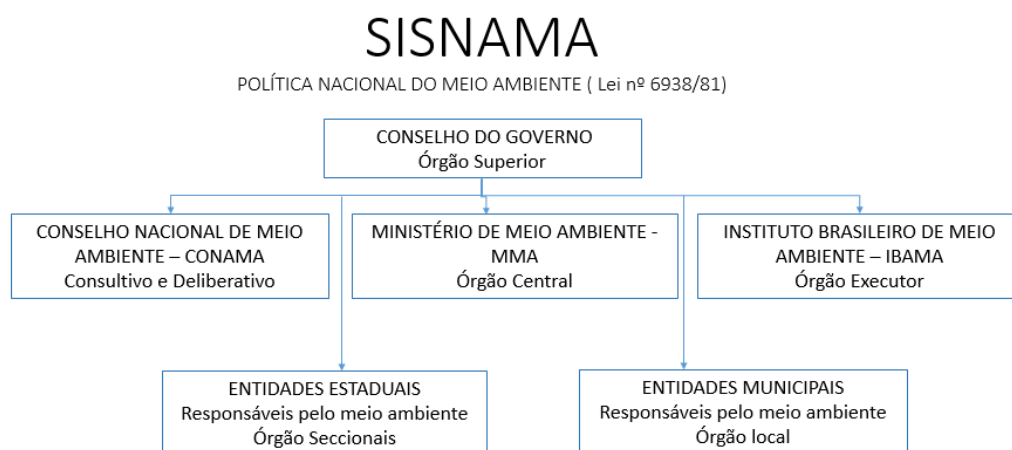 SISNAMA
POLÍTICA NACIONAL DO MEIO AMBIENTE ( Lei nº 6938/81)
CONSELHO DO GOVERNO
Órgão Superior
CONSELHO NACIONAL DE MEIO
AMBIENTE – CONAMA
Consultivo e Deliberativo
MINISTÉRIO DE MEIO AMBIENTE -
MMA
Órgão Central
INSTITUTO BRASILEIRO DE MEIO
AMBIENTE – IBAMA
Órgão Executor
ENTIDADES ESTADUAIS
Responsáveis pelo meio ambiente
Órgão Seccionais
ENTIDADES MUNICIPAIS
Responsáveis pelo meio ambiente
Órgão local